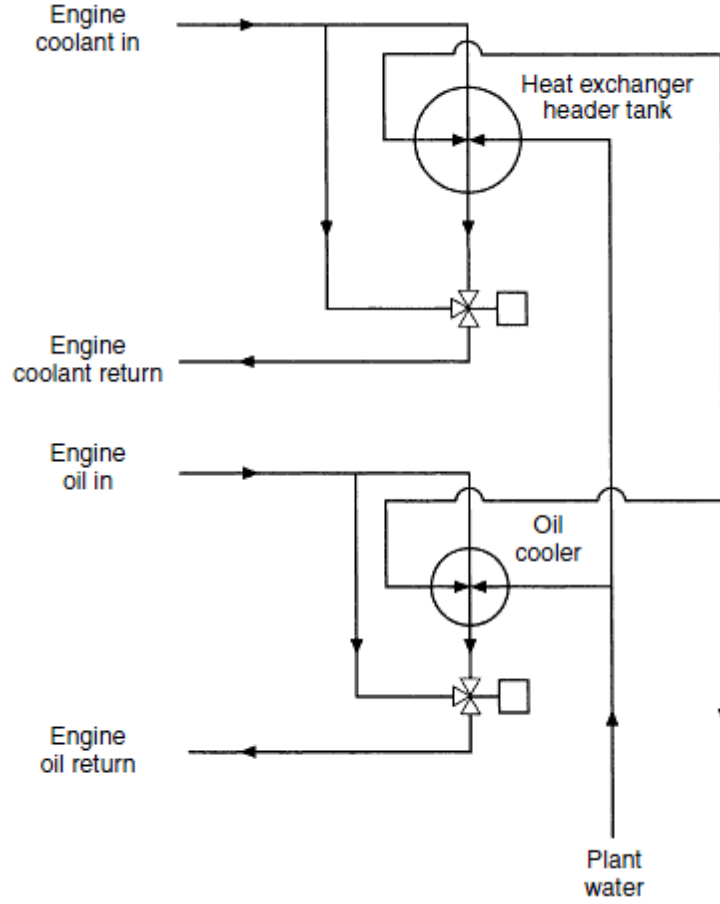 Engine
coolant in
Heat exchanger
header tank
Engine
coolant return
Engine
oil in
Oil
cooler
Engine
oil return
Plant
water